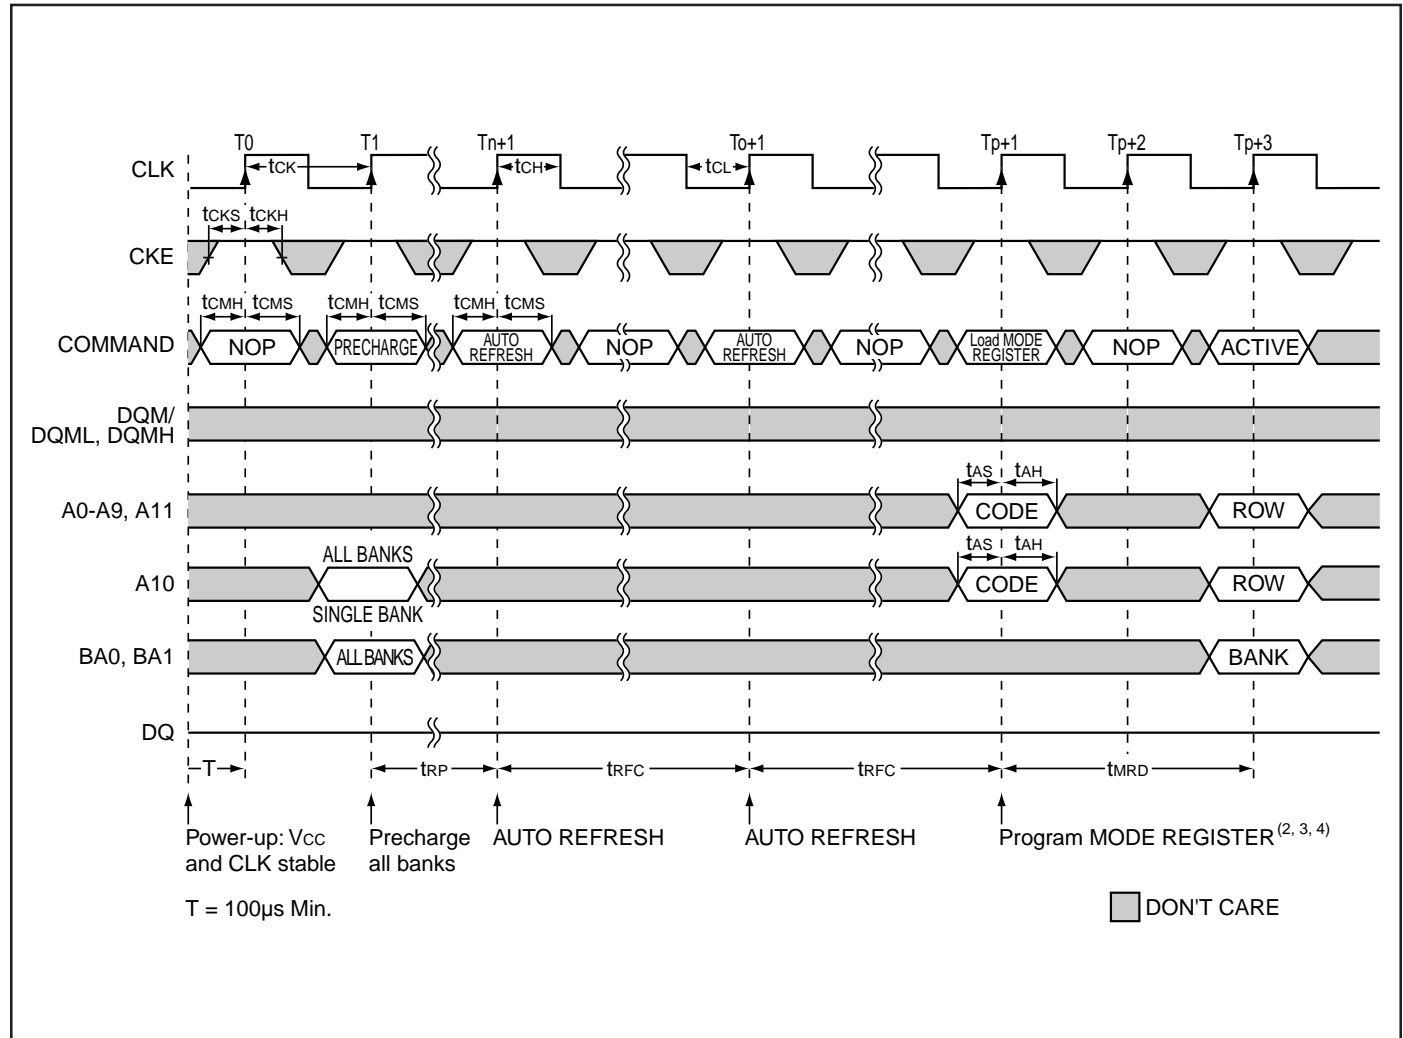 T0 T1 Tn+1 To+1 Tp+1 Tp+2 Tp+3
CLK tCK tCH tCL
tCKS tCKH
CKE
tCMH tCMS tCMH tCMS tCMH tCMS
COMMAND NOP PRECHARGE AUTO REFRESH NOP AUTO REFRESH NOP Load MODE REGISTER NOP ACTIVE
DQM/
DQML, DQMH
tAS tAH
A0-A9, A11 CODE ROW
ALL BANKS tAS tAH
A10 CODE ROW
SINGLE BANK
BA0, BA1 ALL BANKS BANK
DQ
T tRP tRFC tRFC tMRD
Power-up: VCC
and CLK stable
Precharge
all banks
AUTO REFRESH
AUTO REFRESH
Program MODE REGISTER(2, 3, 4)
T = 100µs Min.
DON'T CARE